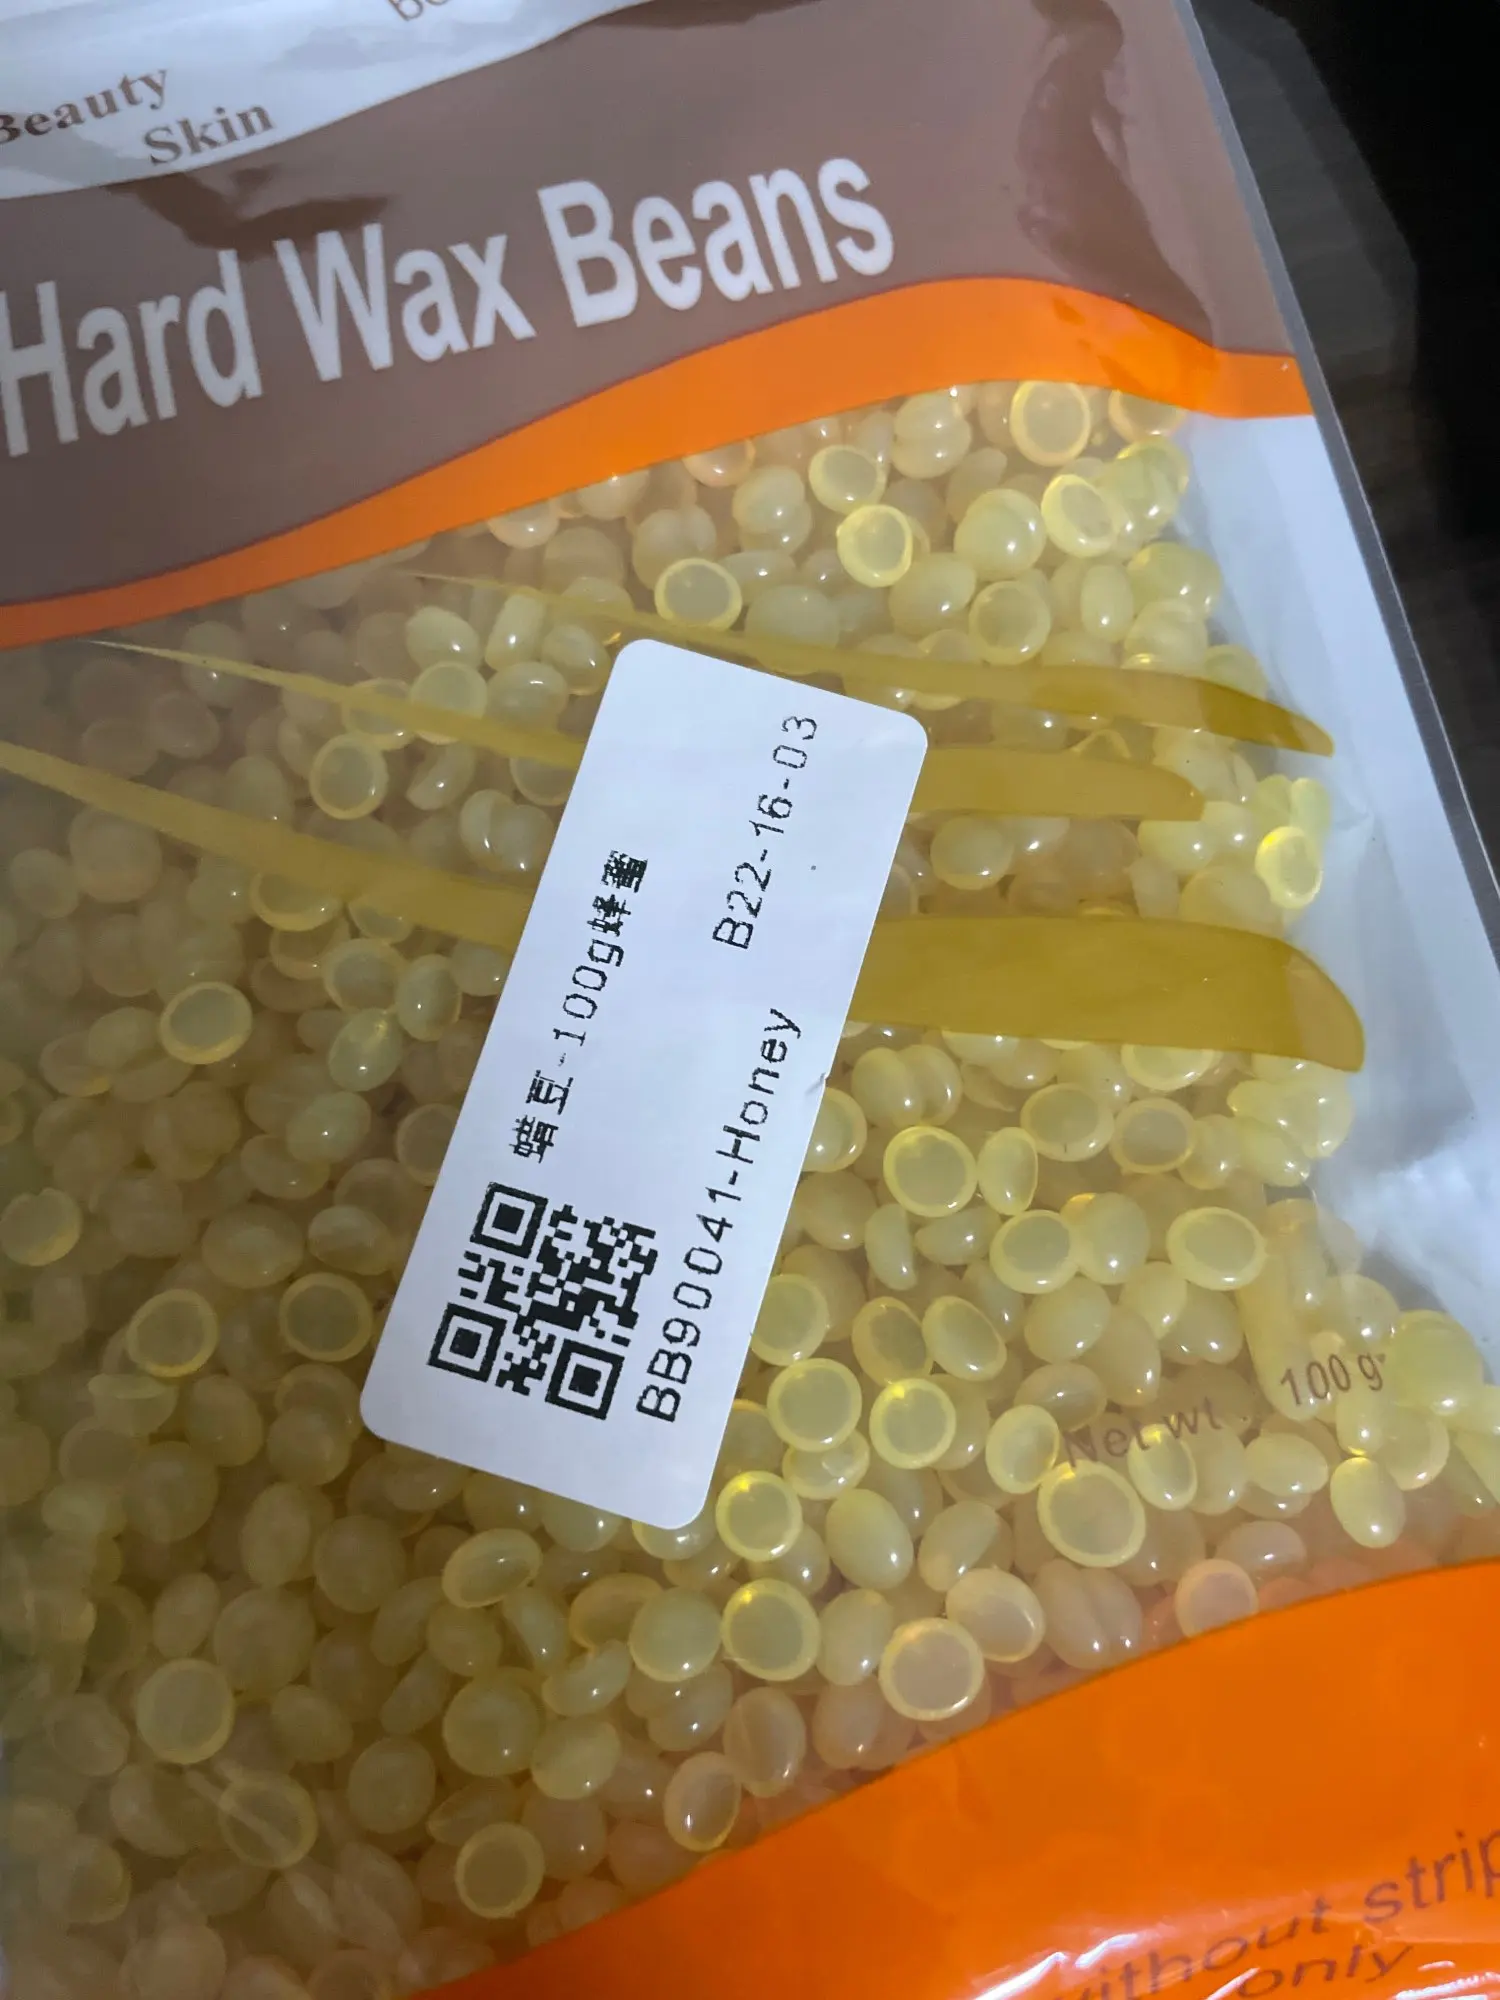 Beauty
Skin
Hard Wax Beans
蜡豆-100g蜂蜜
B22-16-03
BB90041-Honey
Net wt 100 g
without strip
only